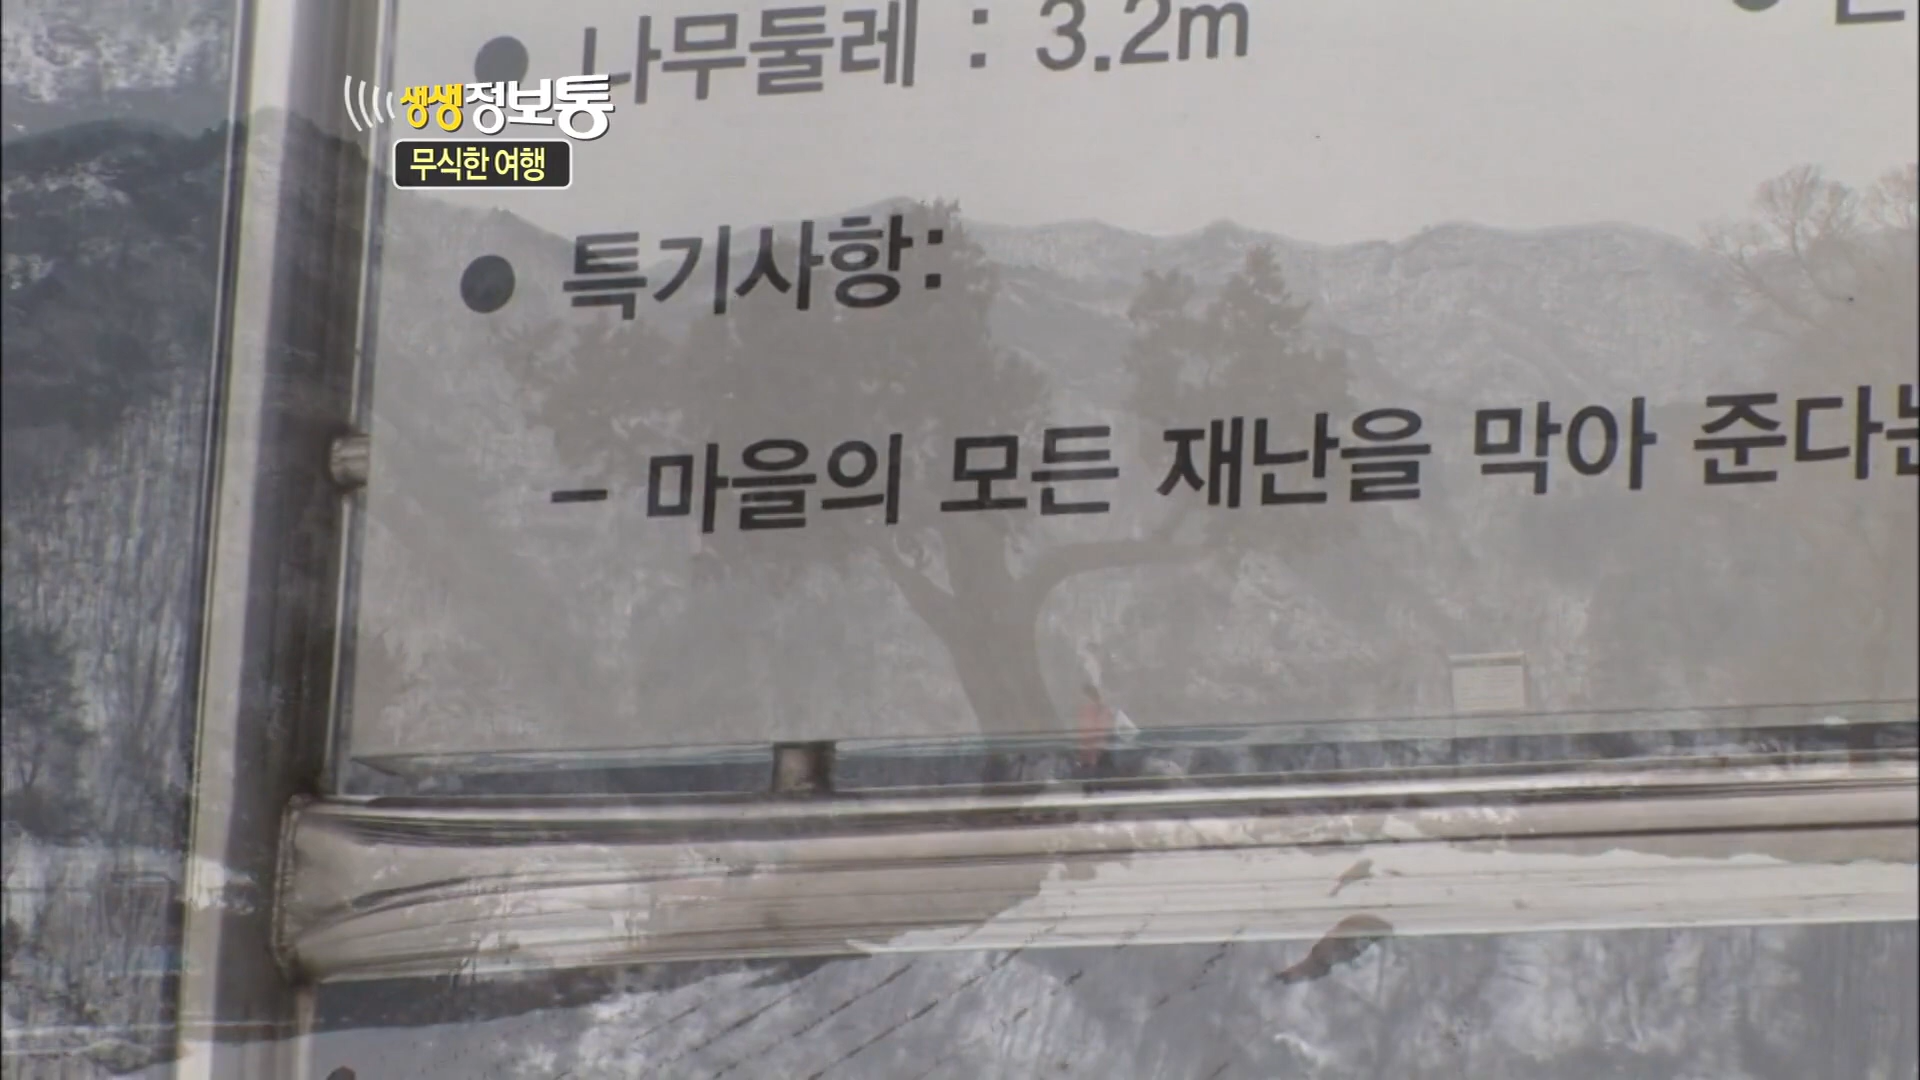 ● 나무둘레 : 3.2m
생생정보통
무식한 여행
● 특기사항:
- 마을의 모든 재난을 막아 준다는